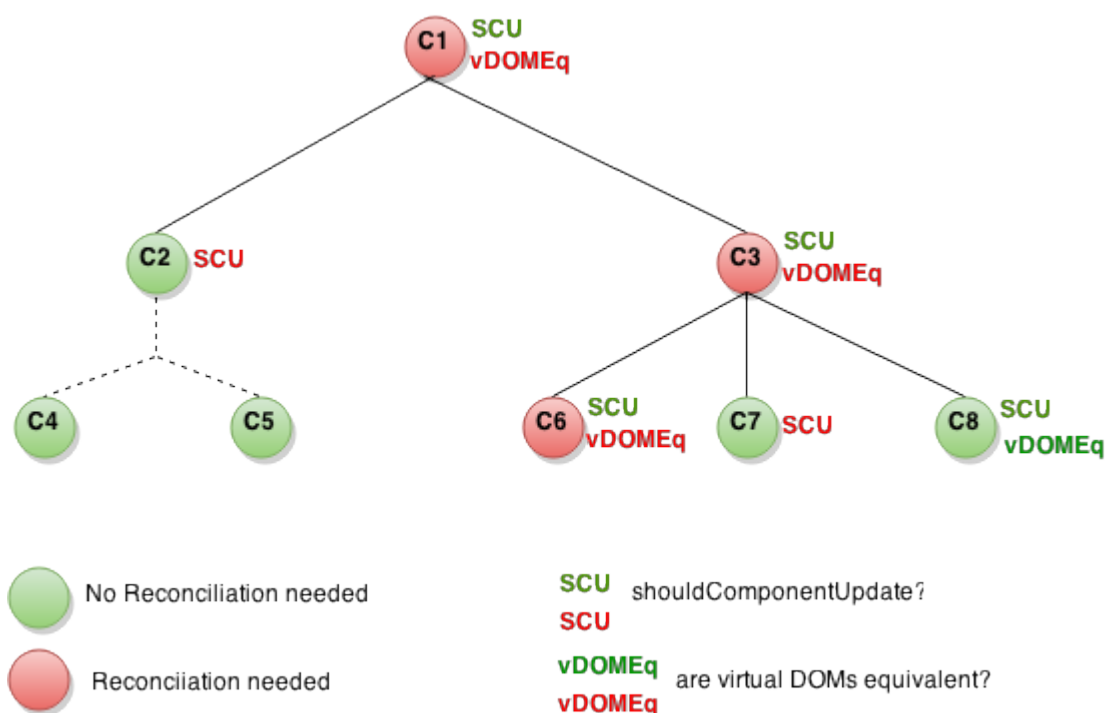 C1 SCU
vDOMEq
C2 SCU
C3 SCU
vDOMEq
C4
C5
C6 SCU
vDOMEq
C7 SCU
C8 SCU
vDOMEq
No Reconciliation needed
SCU shouldComponentUpdate?
SCU
Reconciiation needed
vDOMEq are virtual DOMs equivalent?
vDOMEq